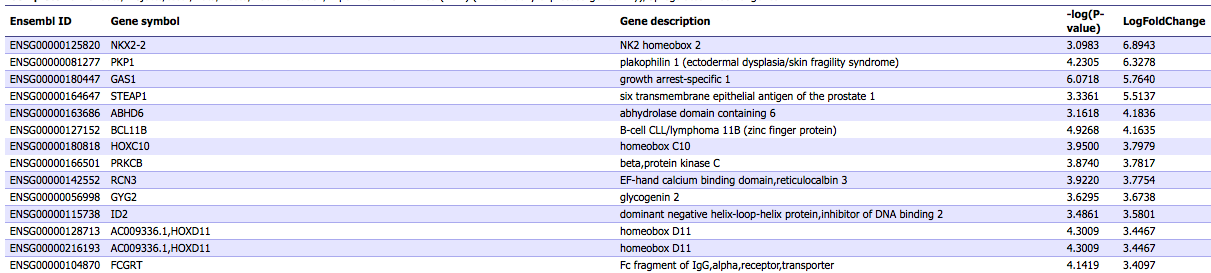 Ensembl ID Gene symbol Gene description -log(P-value) LogFoldChange
ENSG00000125820 NKX2-2 NK2 homeobox 2 3.0983 6.8943
ENSG00000081277 PKP1 plakophilin 1 (ectodermal dysplasia/skin fragility syndrome) 4.2305 6.3278
ENSG00000180447 GAS1 growth arrest-specific 1 6.0718 5.7640
ENSG00000164647 STEAP1 six transmembrane epithelial antigen of the prostate 1 3.3361 5.5137
ENSG00000163686 ABHD6 abhydrolase domain containing 6 3.1618 4.1836
ENSG00000127152 BCL11B B-cell CLL/lymphoma 11B (zinc finger protein) 4.9268 4.1635
ENSG00000180818 HOXC10 homeobox C10 3.9500 3.7979
ENSG00000166501 PRKCB beta,protein kinase C 3.8740 3.7817
ENSG00000142552 RCN3 EF-hand calcium binding domain,reticulocalbin 3 3.9220 3.7754
ENSG00000056998 GYG2 glycogenin 2 3.6295 3.6738
ENSG00000115738 ID2 dominant negative helix-loop-helix protein,inhibitor of DNA binding 2 3.4861 3.5801
ENSG00000128713 AC009336.1,HOXD11 homeobox D11 4.3009 3.4467
ENSG00000216193 AC009336.1,HOXD11 homeobox D11 4.3009 3.4467
ENSG00000104870 FCGRT Fc fragment of IgG,alpha,receptor,transporter 4.1419 3.4097